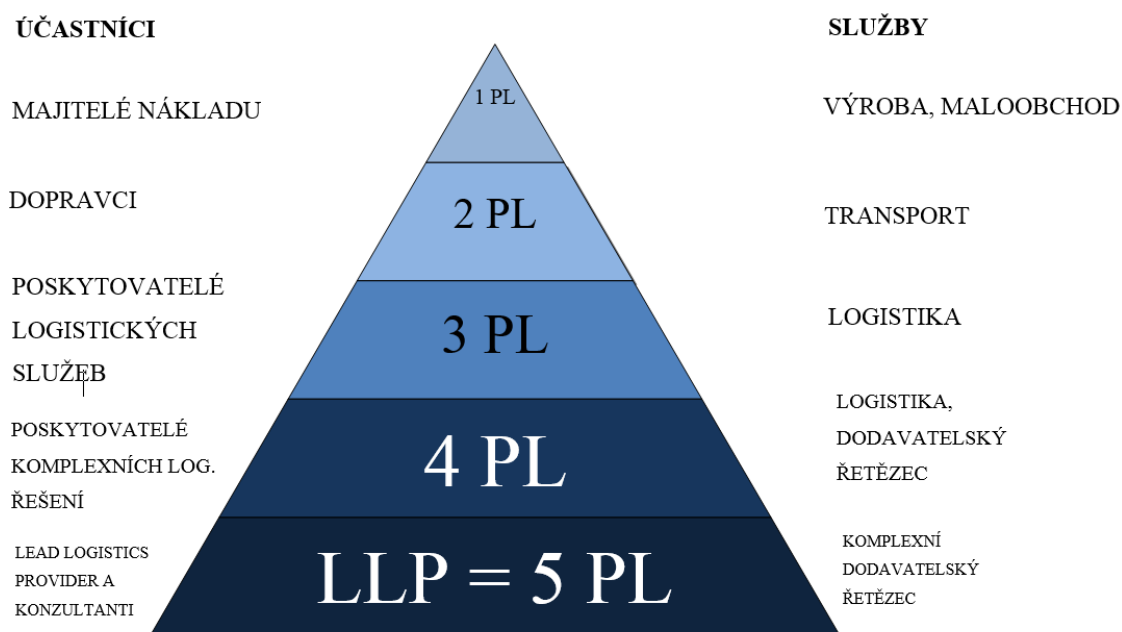 ÚČASTNÍCI
SLUŽBY
MAJITELÉ NÁKLADU
1 PL
VÝROBA, MALOOBCHOD
DOPRAVCI
2 PL
TRANSPORT
POSKYTOVATELÉ
LOGISTICKÝCH
SLUŽEB
3 PL
LOGISTIKA
POSKYTOVATELÉ
KOMPLEXNÍCH LOG.
ŘEŠENÍ
4 PL
LOGISTIKA,
DODAVATELSKÝ
ŘETĚZEC
LEAD LOGISTICS
PROVIDER A
KONZULTANTI
LLP = 5 PL
KOMPLEXNÍ
DODAVATELSKÝ
ŘETĚZEC